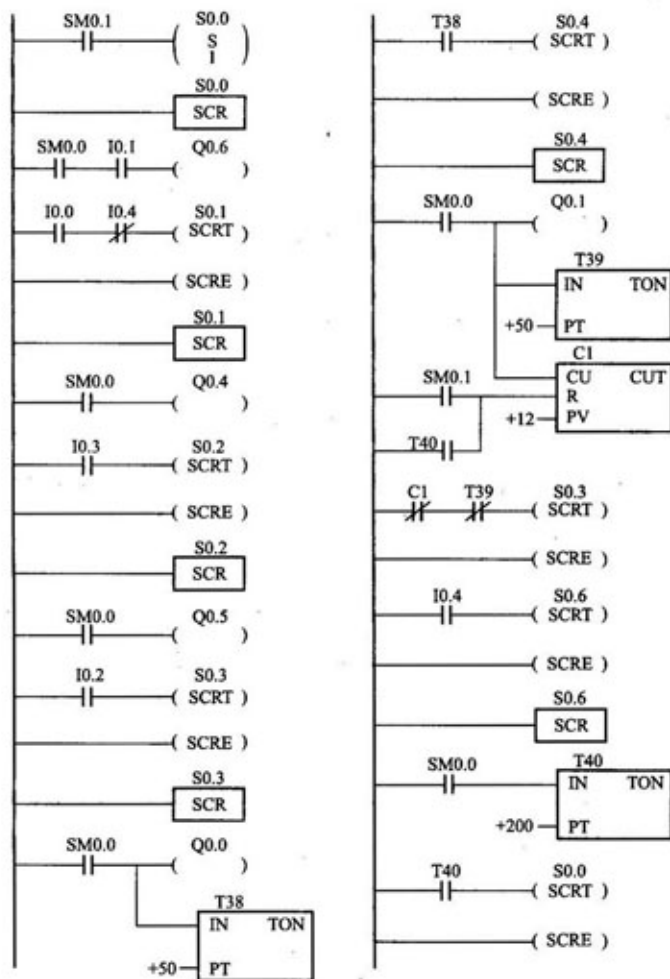 SM0.1 S0.0
( S )
I
S0.0
SCR
SM0.0 I0.1 Q0.6
( )
I0.0 I0.4 S0.1
( SCRT )
( SCRE )
S0.1
SCR
SM0.0 Q0.4
( )
I0.3 S0.2
( SCRT )
( SCRE )
S0.2
SCR
SM0.0 Q0.5
( )
I0.2 S0.3
( SCRT )
( SCRE )
S0.3
SCR
SM0.0 Q0.0
( )
T38
IN TON
+50 PT
T38 S0.4
( SCRT )
( SCRE )
S0.4
SCR
SM0.0 Q0.1
( )
T39
IN TON
+50 PT
C1
CU CUT
SM0.1 R
+12 PV
T40
C1 T39 S0.3
( SCRT )
( SCRE )
I0.4 S0.6
( SCRT )
( SCRE )
S0.6
SCR
SM0.0 T40
IN TON
+200 PT
T40 S0.0
( SCRT )
( SCRE )